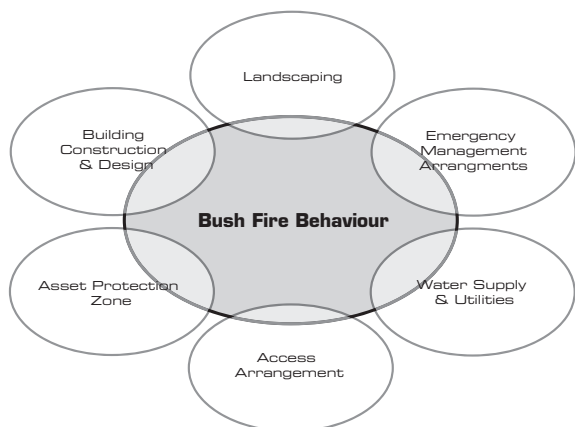 Landscaping
Building
Construction
& Design
Emergency
Management
Arrangments
Bush Fire Behaviour
Asset Protection
Zone
Water Supply
& Utilities
Access
Arrangement